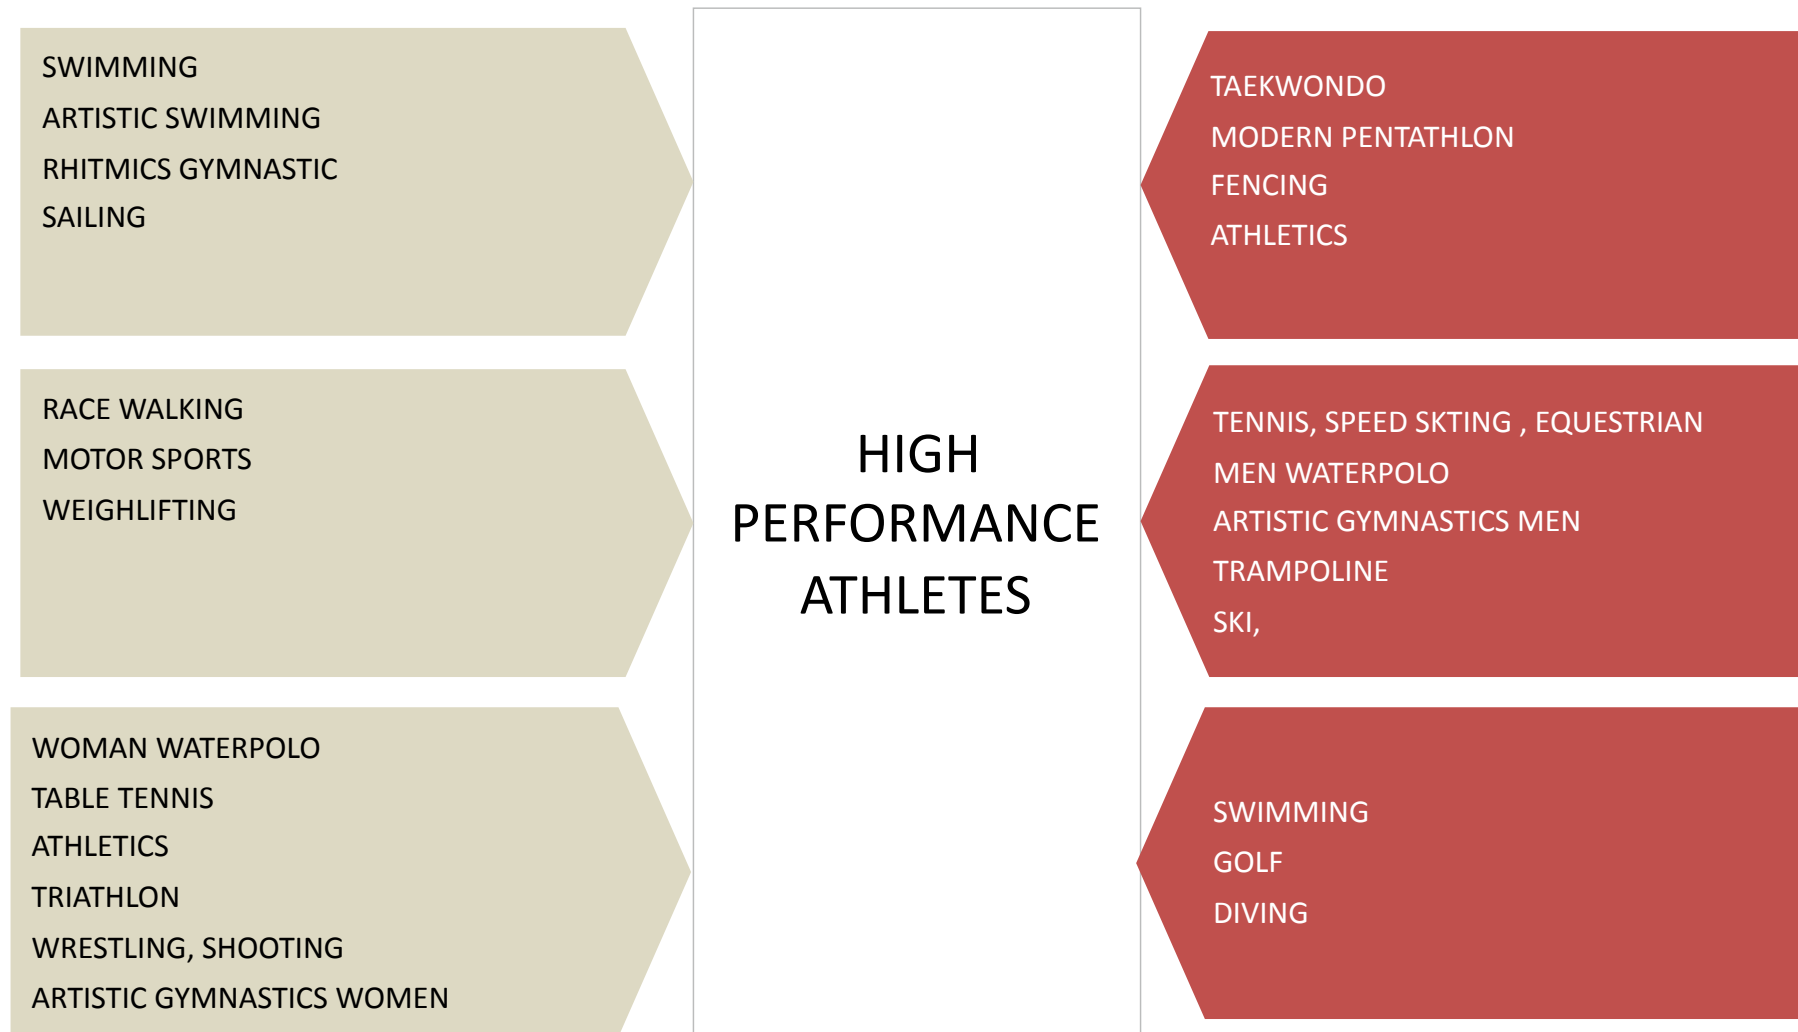 SWIMMING
ARTISTIC SWIMMING
RHITMICS GYMNASTIC
SAILING
RACE WALKING
MOTOR SPORTS
WEIGHLIFTING
WOMAN WATERPOLO
TABLE TENNIS
ATHLETICS
TRIATHLON
WRESTLING, SHOOTING
ARTISTIC GYMNASTICS WOMEN
HIGH
PERFORMANCE
ATHLETES
TAEKWONDO
MODERN PENTATHLON
FENCING
ATHLETICS
TENNIS, SPEED SKTING , EQUESTRIAN
MEN WATERPOLO
ARTISTIC GYMNASTICS MEN
TRAMPOLINE
SKI,
SWIMMING
GOLF
DIVING